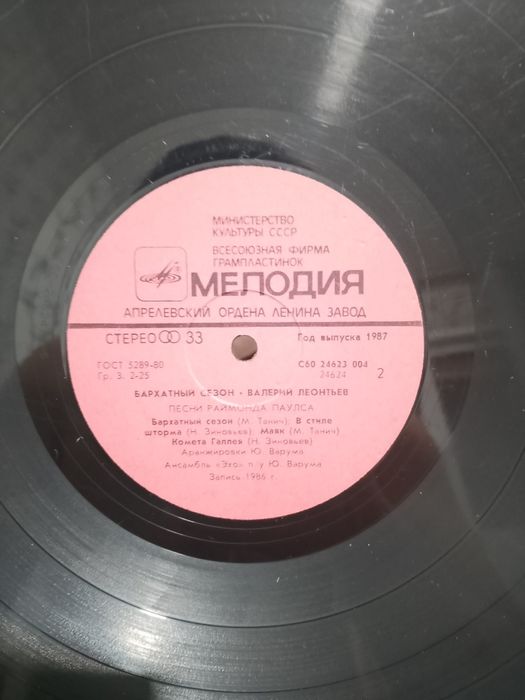 МИНИСТЕРСТВО
КУЛЬТУРЫ СССР
ВСЕСОЮЗНАЯ ФИРМА
ГРАМПЛАСТИНОК
МЕЛОДИЯ
АПРЕЛЕВСКИЙ ОРДЕНА ЛЕНИНА ЗАВОД
СТЕРЕО 33 Год выпуска 1987
ГОСТ 5289-80 С60 24623 004
Гр. 3. 2-25 24624 2
БАРХАТНЫЙ СЕЗОН • ВАЛЕРИЙ ЛЕОНТЬЕВ
ПЕСНИ РАЙМОНДА ПАУЛСА
Бархатный сезон (М. Танич); В стиле
шторма (Н. Зиновьев); Маяк (М. Танич)
Комета Галлея (Н. Зиновьев)
Аранжировки Ю. Варума
Ансамбль «Эхо» п/у Ю. Варума
Запись 1986 г.